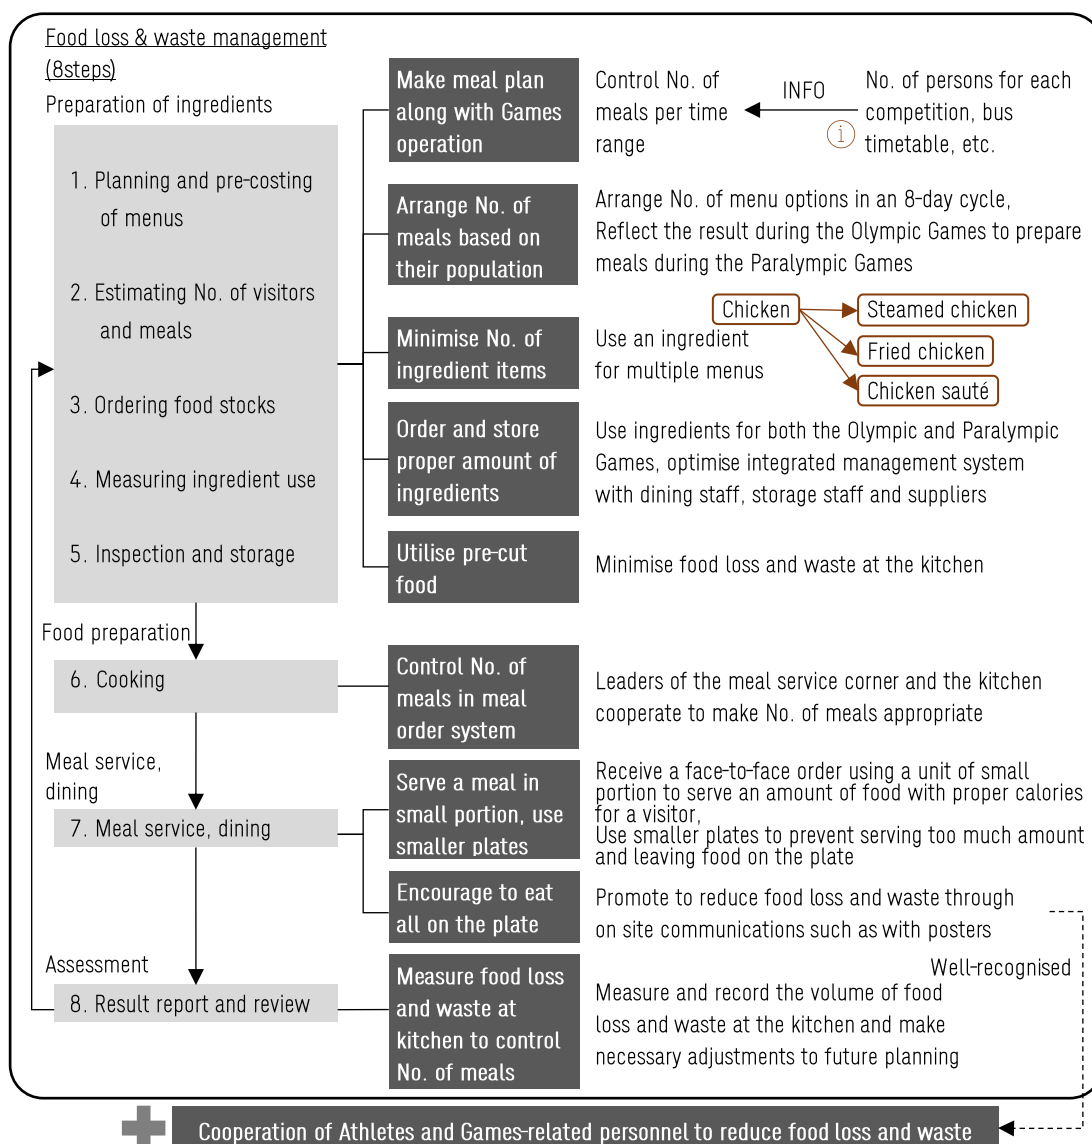 Food loss & waste management
(8steps)
Preparation of ingredients
1. Planning and pre-costing
of menus
2. Estimating No. of visitors
and meals
3. Ordering food stocks
4. Measuring ingredient use
5. Inspection and storage
Make meal plan
along with Games
operation
Control No. of
meals per time
range
INFO
i
No. of persons for each
competition, bus
timetable, etc.
Arrange No. of
meals based on
their population
Arrange No. of menu options in an 8-day cycle,
Reflect the result during the Olympic Games to prepare
meals during the Paralympic Games
Minimise No. of
ingredient items
Use an ingredient
for multiple menus
Chicken
Steamed chicken
Fried chicken
Chicken sauté
Order and store
proper amount of
ingredients
Use ingredients for both the Olympic and Paralympic
Games, optimise integrated management system
with dining staff, storage staff and suppliers
Utilise pre-cut
food
Minimise food loss and waste at the kitchen
Food preparation
6. Cooking
Control No. of
meals in meal
order system
Leaders of the meal service corner and the kitchen
cooperate to make No. of meals appropriate
Meal service,
dining
7. Meal service, dining
Serve a meal in
small portion, use
smaller plates
Receive a face-to-face order using a unit of small
portion to serve an amount of food with proper calories
for a visitor,
Use smaller plates to prevent serving too much amount
and leaving food on the plate
Encourage to eat
all on the plate
Promote to reduce food loss and waste through
on site communications such as with posters
Well-recognised
Assessment
8. Result report and review
Measure food loss
and waste at
kitchen to control
No. of meals
Measure and record the volume of food
loss and waste at the kitchen and make
necessary adjustments to future planning
Cooperation of Athletes and Games-related personnel to reduce food loss and waste